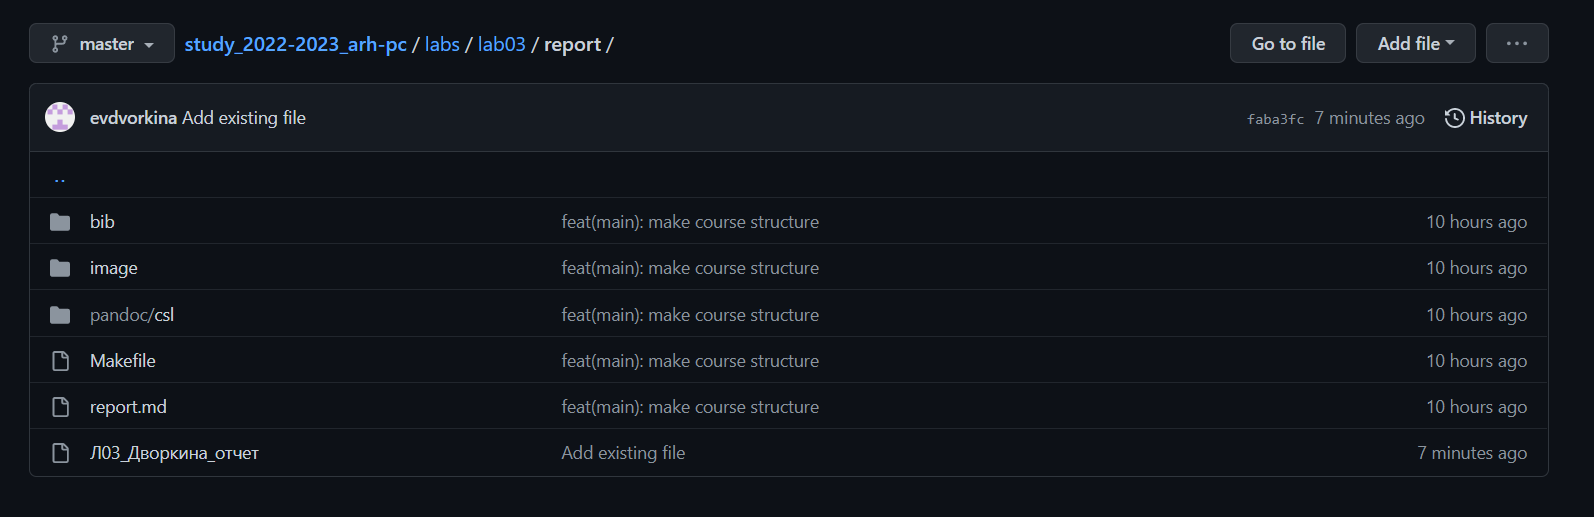 master study_2022-2023_arh-pc / labs / lab03 / report / Go to file Add file ...
evdvorkina Add existing file faba3fc 7 minutes ago History
..
bib feat(main): make course structure 10 hours ago
image feat(main): make course structure 10 hours ago
pandoc/csl feat(main): make course structure 10 hours ago
Makefile feat(main): make course structure 10 hours ago
report.md feat(main): make course structure 10 hours ago
Л03_Дворкина_отчет Add existing file 7 minutes ago